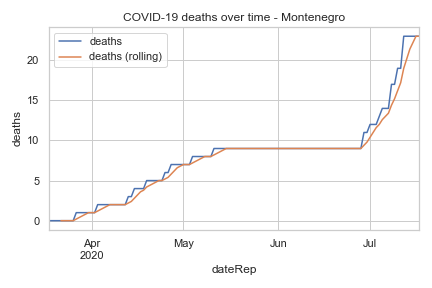 COVID-19 deaths over time - Montenegro
deaths
deaths (rolling)
deaths
20
15
10
5
0
Apr
2020
May
Jun
Jul
dateRep